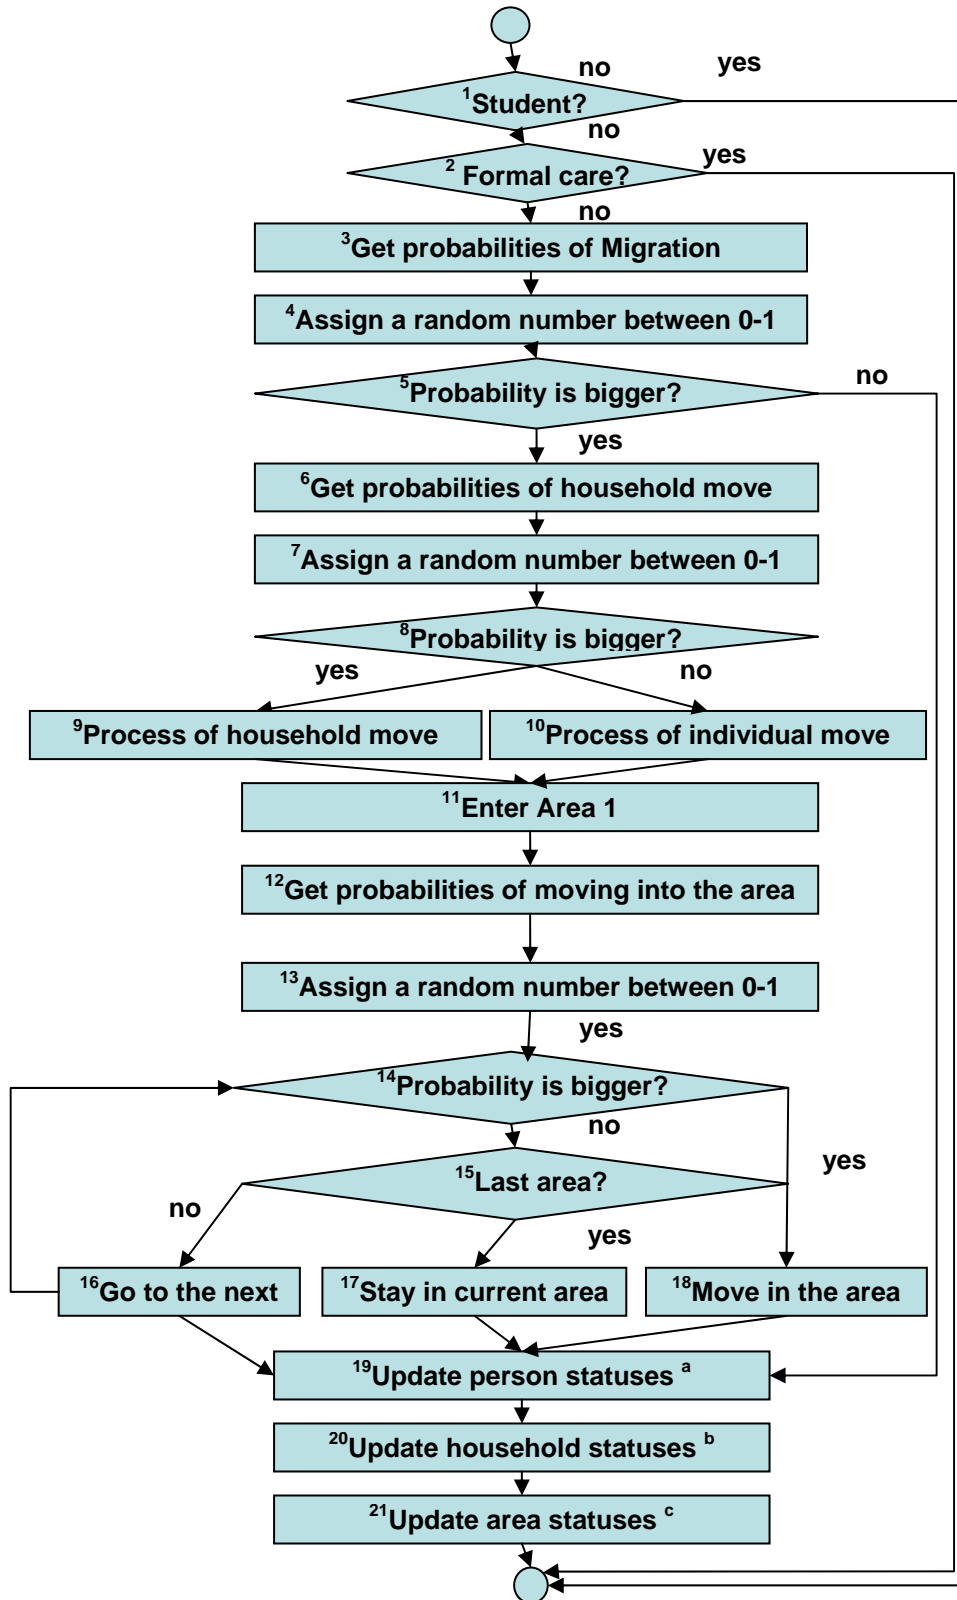 no
yes
1Student?
no
yes
2 Formal care?
no
3Get probabilities of Migration
4Assign a random number between 0-1
5Probability is bigger?
no
yes
6Get probabilities of household move
7Assign a random number between 0-1
8Probability is bigger?
yes
no
9Process of household move
10Process of individual move
11Enter Area 1
12Get probabilities of moving into the area
13Assign a random number between 0-1
yes
14Probability is bigger?
no
yes
15Last area?
no
yes
16Go to the next
17Stay in current area
18Move in the area
19Update person statuses a
20Update household statuses b
21Update area statuses c